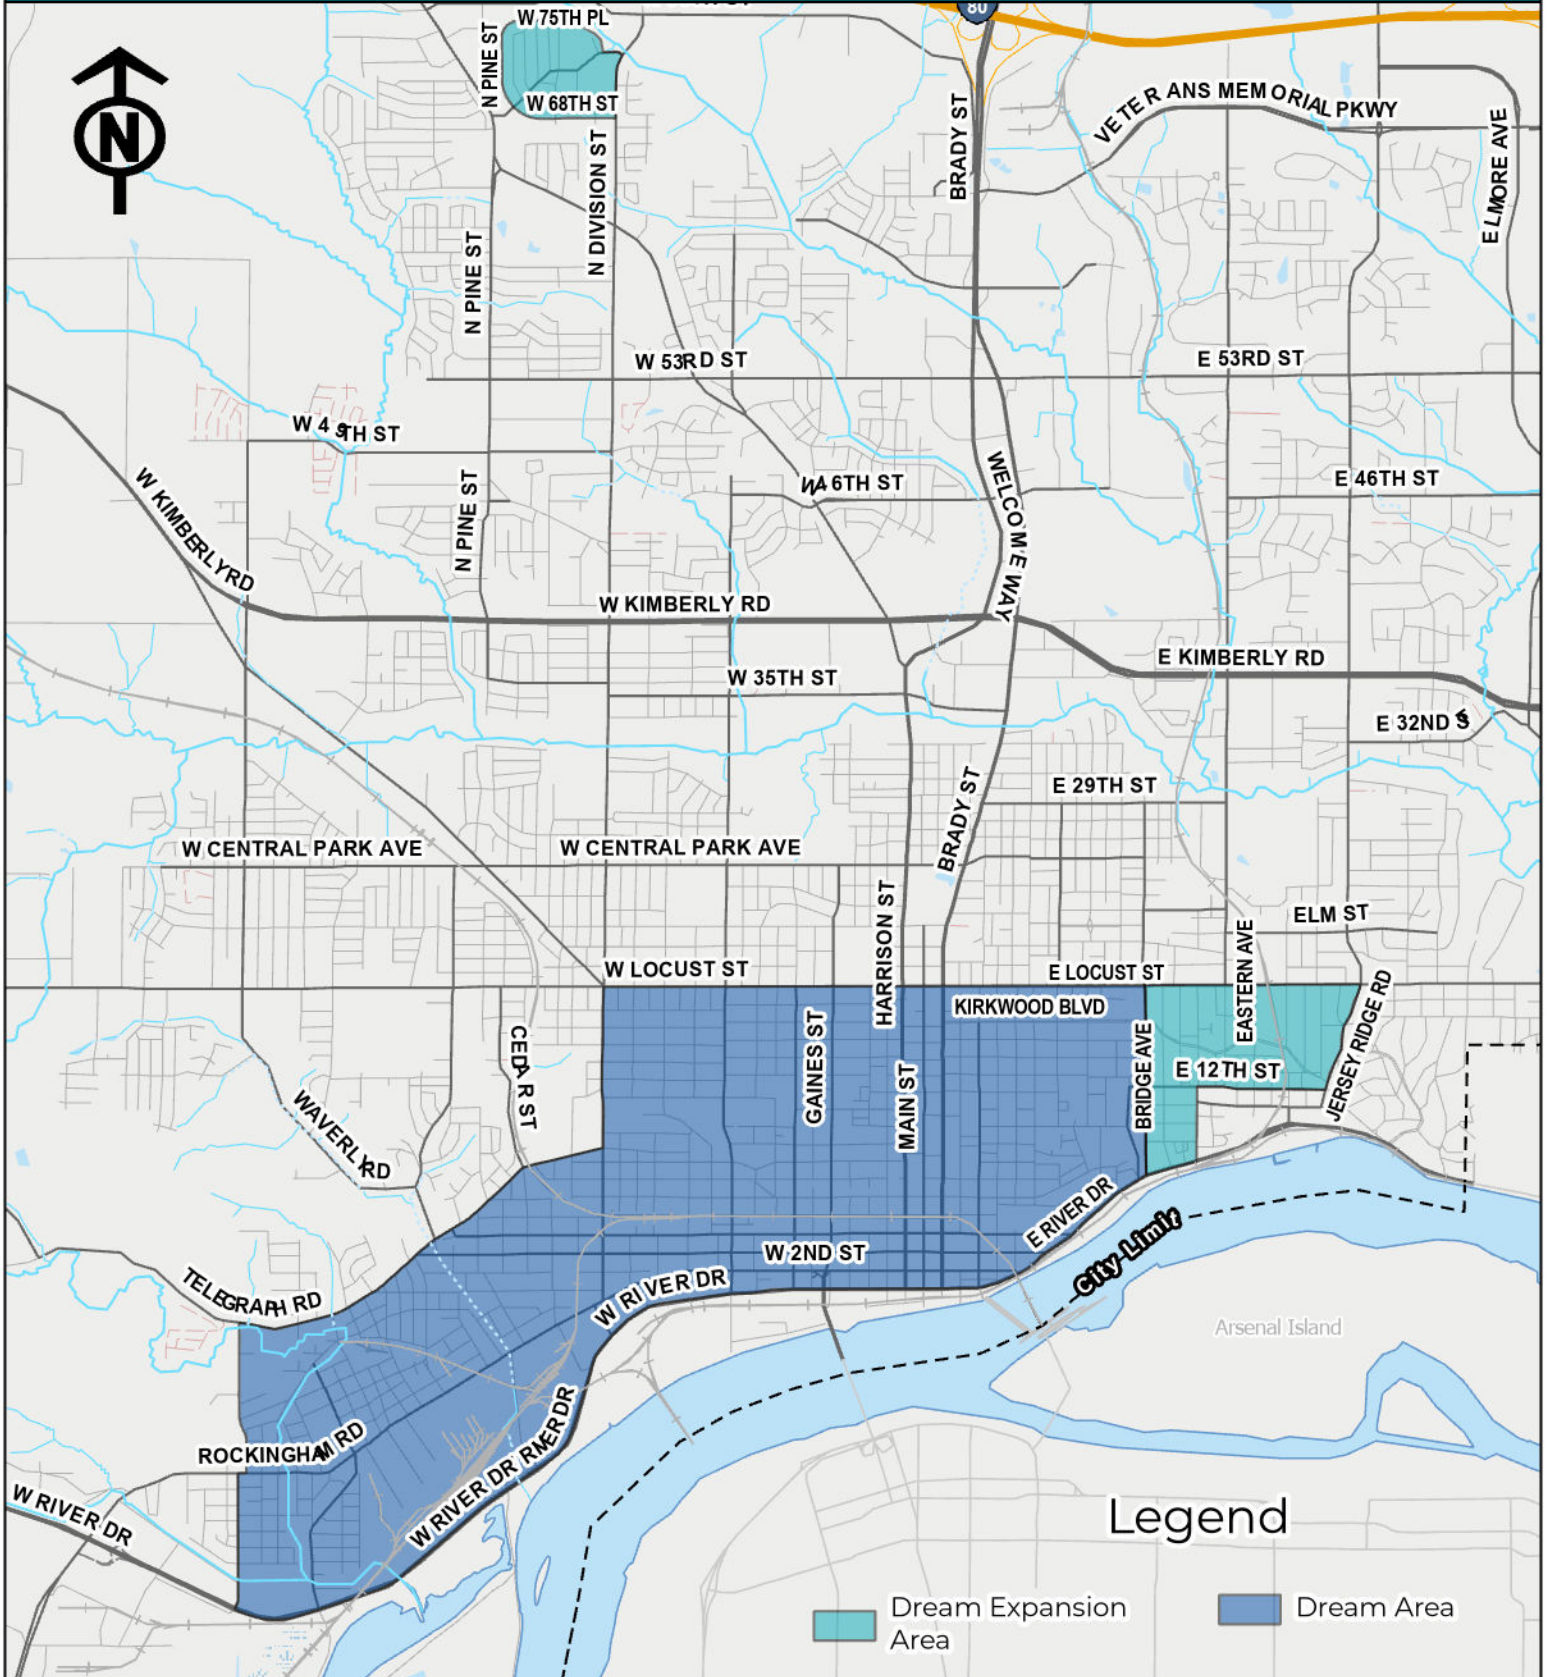 80
W 75TH PL
N PINE ST
W 68TH ST
BRADY ST
VETERANS MEMORIAL PKWY
ELMORE AVE
N
N DIVISION ST
N PINE ST
W 53RD ST
E 53RD ST
W 49TH ST
W KIMBERLY RD
N PINE ST
W 46TH ST
WELCOME WAY
E 46TH ST
W KIMBERLY RD
E KIMBERLY RD
W 35TH ST
E 32ND S
BRADY ST
E 29TH ST
W CENTRAL PARK AVE
W CENTRAL PARK AVE
HARRISON ST
ELM ST
EASTERN AVE
W LOCUST ST
E LOCUST ST
KIRKWOOD BLVD
JERSEY RIDGE RD
CEDAR ST
GAINES ST
MAIN ST
BRIDGE AVE
E 12TH ST
WAVERLY RD
E RIVER DR
W 2ND ST
City Limit
TELEGRAPH RD
W RIVER DR
Arsenal Island
ROCKINGHAM RD
RIVER DR
W RIVER DR
W RIVER DR
Legend
Dream Expansion
Area
Dream Area